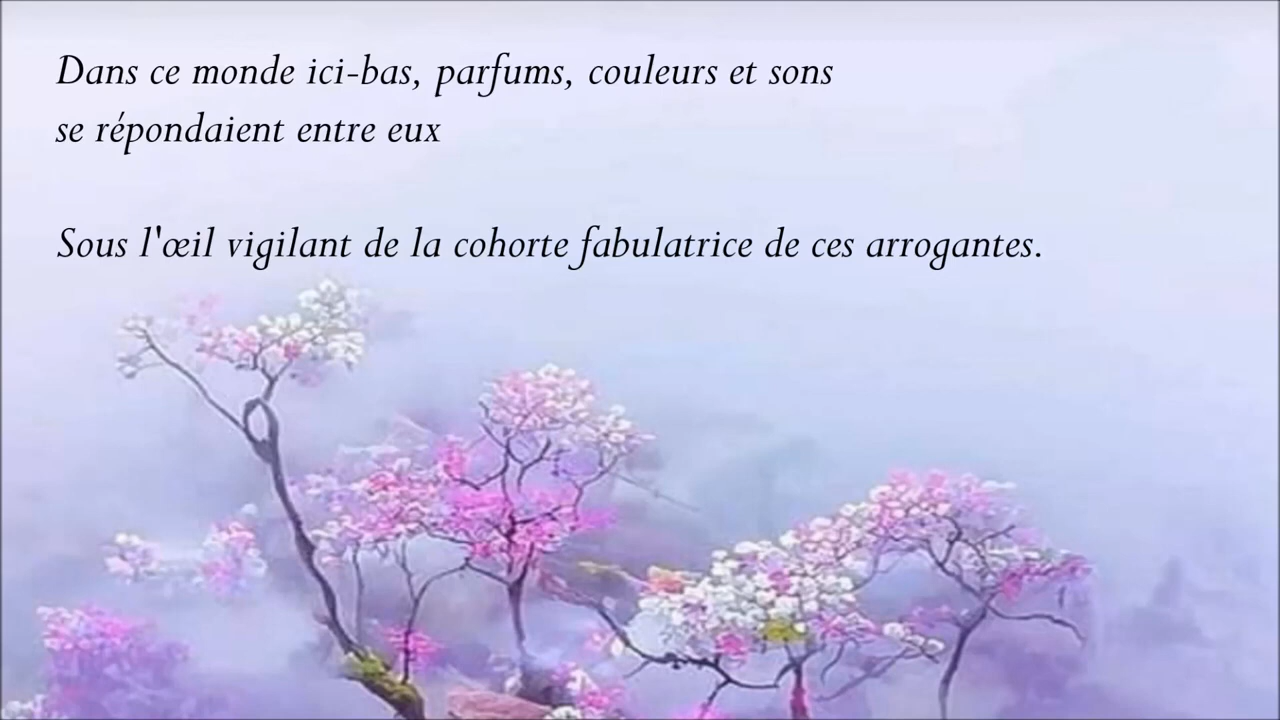 Dans ce monde ici-bas, parfums, couleurs et sons
se répondaient entre eux
Sous l'œil vigilant de la cohorte fabulatrice de ces arrogantes.